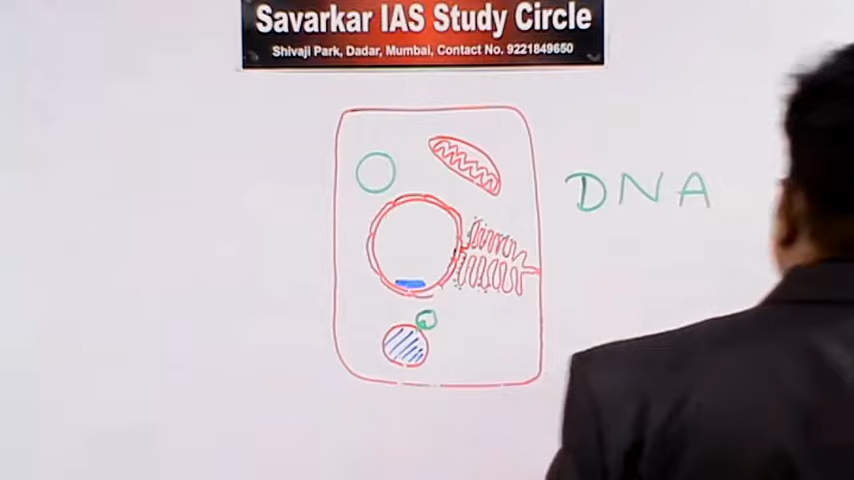 Savarkar IAS Study Circle
Shivaji Park, Dadar, Mumbai, Contact No. 9221849650
DNA